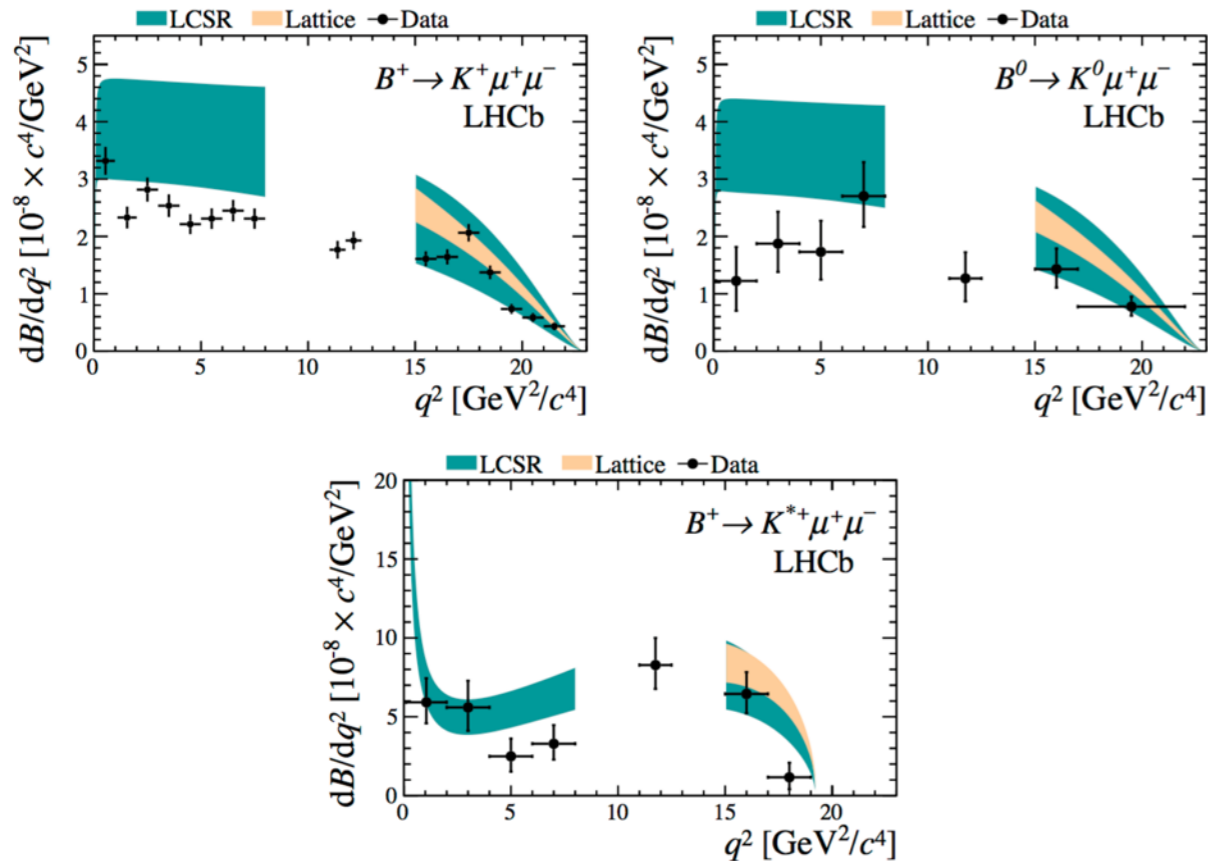 LCSR Lattice Data
dB/dq² [10⁻⁸ × c⁴/GeV²]
5
4
3
2
1
0
B⁺ → K⁺μ⁺μ⁻
LHCb
0 5 10 15 20
q² [GeV²/c⁴]
LCSR Lattice Data
dB/dq² [10⁻⁸ × c⁴/GeV²]
5
4
3
2
1
0
B⁰ → K⁰μ⁺μ⁻
LHCb
0 5 10 15 20
q² [GeV²/c⁴]
LCSR Lattice Data
dB/dq² [10⁻⁸ × c⁴/GeV²]
20
15
10
5
0
B⁺ → K*⁺μ⁺μ⁻
LHCb
0 5 10 15 20
q² [GeV²/c⁴]